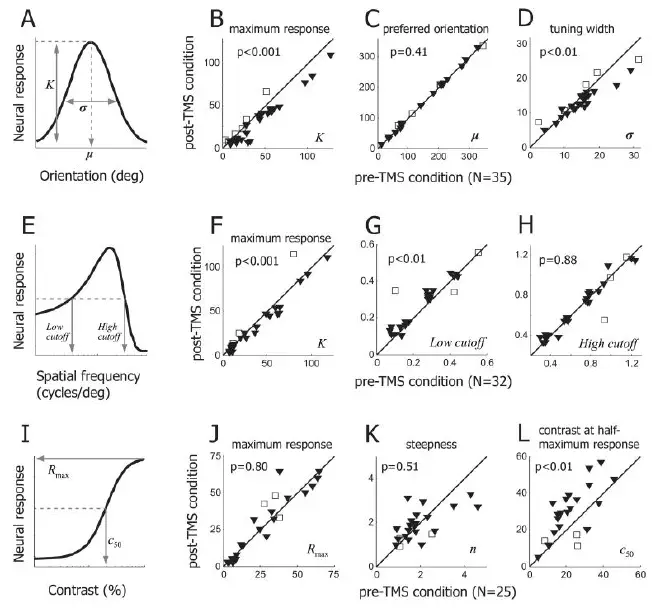 A
Neural response
K
σ
μ
Orientation (deg)
B
maximum response
p<0.001
post-TMS condition
100
50
0
0 50 100
K
C
preferred orientation
p=0.41
300
200
100
0
0 100 200 300
μ
pre-TMS condition (N=35)
D
tuning width
p<0.01
30
20
10
0
0 10 20 30
σ
E
Neural response
Low cutoff
High cutoff
Spatial frequency
(cycles/deg)
F
maximum response
p<0.001
post-TMS condition
100
50
0
0 50 100
K
G
p<0.01
0.6
0.4
0.2
0
0 0.2 0.4 0.6
Low cutoff
pre-TMS condition (N=32)
H
p=0.88
1.2
0.8
0.4
0.4 0.8 1.2
High cutoff
I
Neural response
Rmax
c50
Contrast (%)
J
maximum response
p=0.80
post-TMS condition
75
50
25
0
0 25 50 75
Rmax
K
steepness
p=0.51
4
2
0
0 2 4
n
pre-TMS condition (N=25)
L
contrast at half-
maximum response
p<0.01
60
40
20
0
0 20 40 60
c50